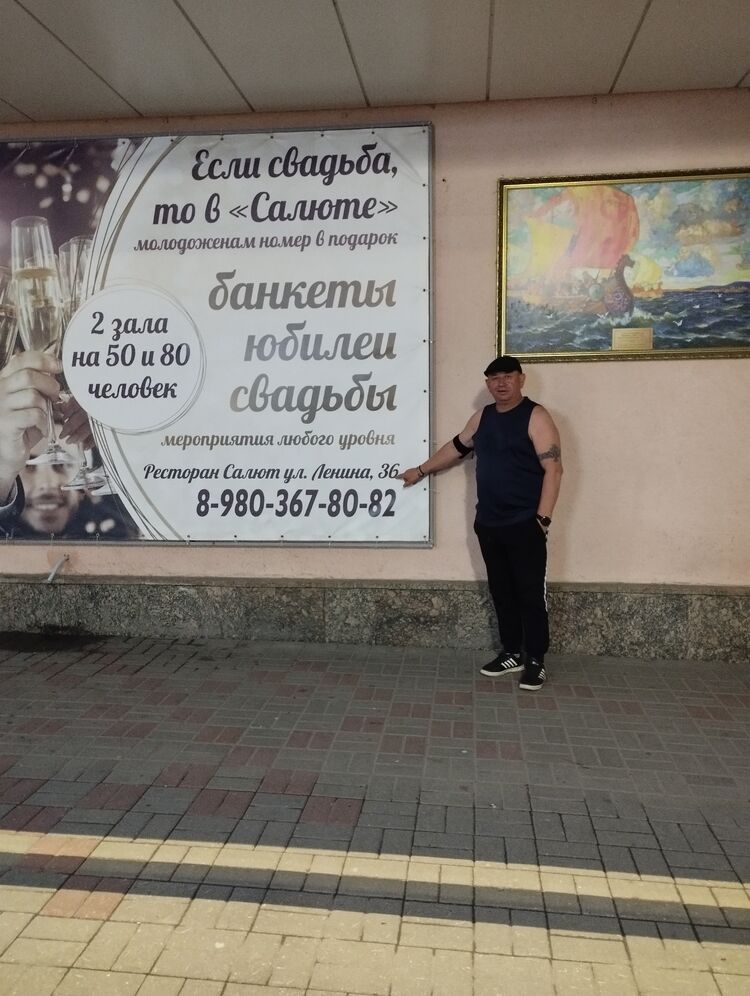 Если свадьба,
то в «Салюте»
молодоженам номер в подарок
2 зала
на 50 и 80
человек
банкеты
юбилеи
свадьбы
мероприятия любого уровня
Ресторан Салют ул. Ленина, 36
8-980-367-80-82